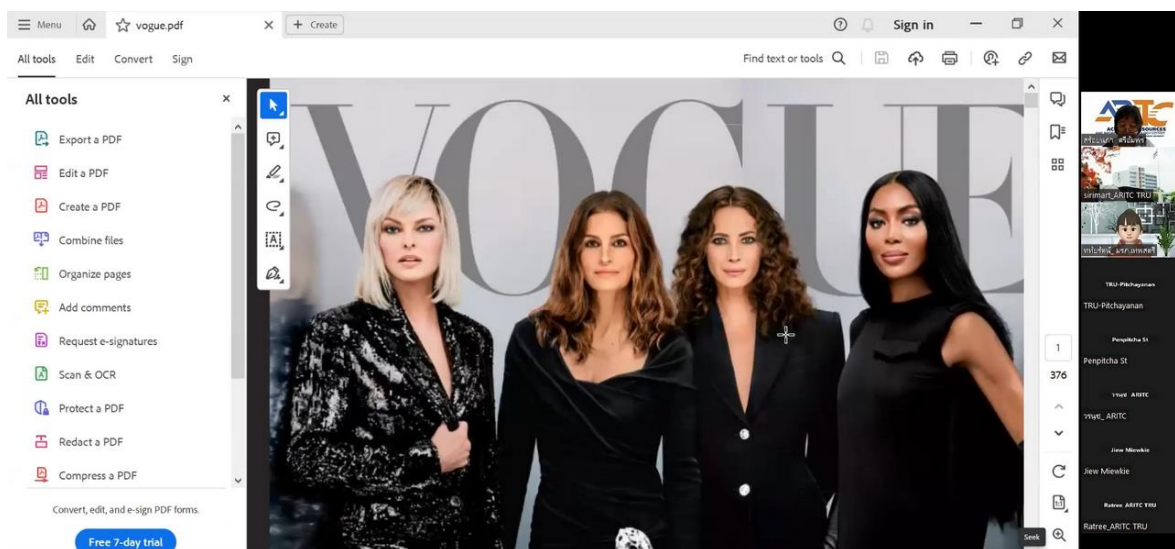 Menu
vogue.pdf
+ Create
Sign in
All tools
Edit
Convert
Sign
Find text or tools
All tools
Export a PDF
Edit a PDF
Create a PDF
Combine files
Organize pages
Add comments
Request e-signatures
Scan & OCR
Protect a PDF
Redact a PDF
Compress a PDF
Convert, edit, and e-sign PDF forms.
Free 7-day trial
VOGUE
1
376
Seek
ARITC
sirimart_ARITC TRU
TRU-Pitchayanan
TRU-Pitchayanan
Penpitcha St
Penpitcha St
ARITC
ARITC
Jiew Miewkie
Jiew Miewkie
Ratree_ARITC TRU
Ratree_ARITC TRU